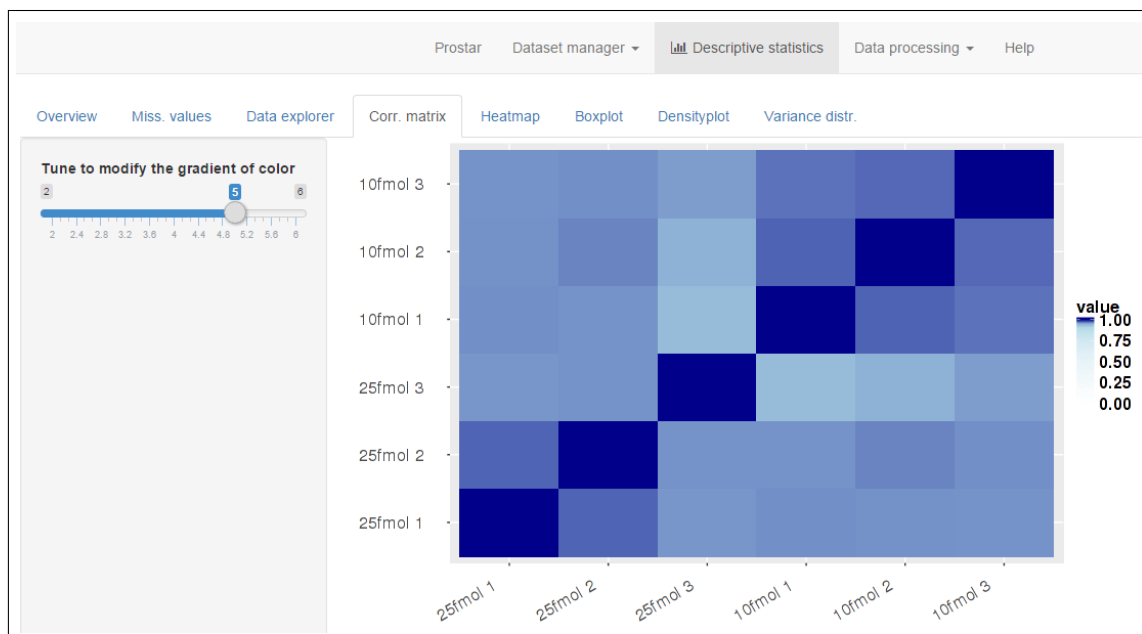 Prostar Dataset manager Descriptive statistics Data processing Help
Overview Miss. values Data explorer Corr. matrix Heatmap Boxplot Densityplot Variance distr.
Tune to modify the gradient of color
2 5 6
2 2.4 2.8 3.2 3.6 4 4.4 4.8 5.2 5.6 6
10fmol 3
10fmol 2
10fmol 1
25fmol 3
25fmol 2
25fmol 1
25fmol 1 25fmol 2 25fmol 3 10fmol 1 10fmol 2 10fmol 3
value
1.00
0.75
0.50
0.25
0.00